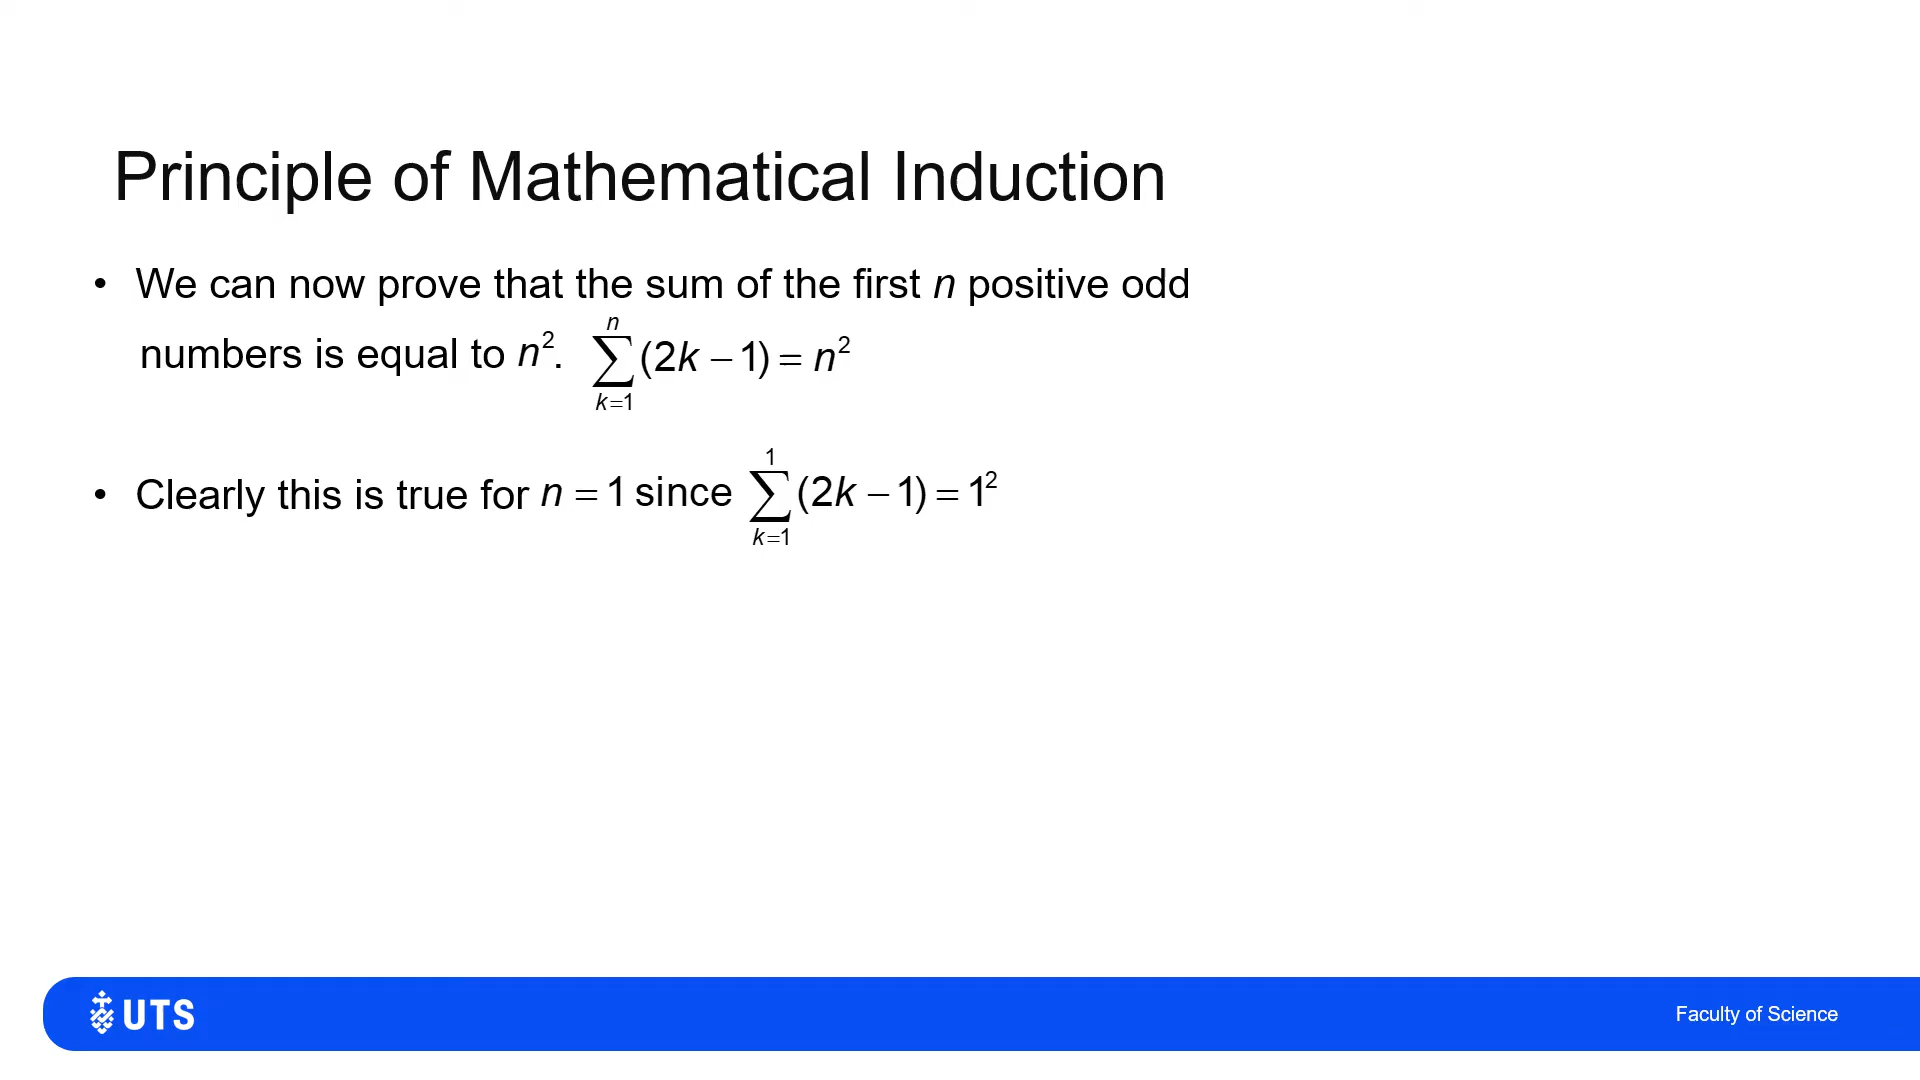 Principle of Mathematical Induction
• We can now prove that the sum of the first n positive odd
numbers is equal to n². ∑_{k=1}^{n} (2k − 1) = n²
• Clearly this is true for n = 1 since ∑_{k=1}^{1} (2k − 1) = 1²
UTS
Faculty of Science